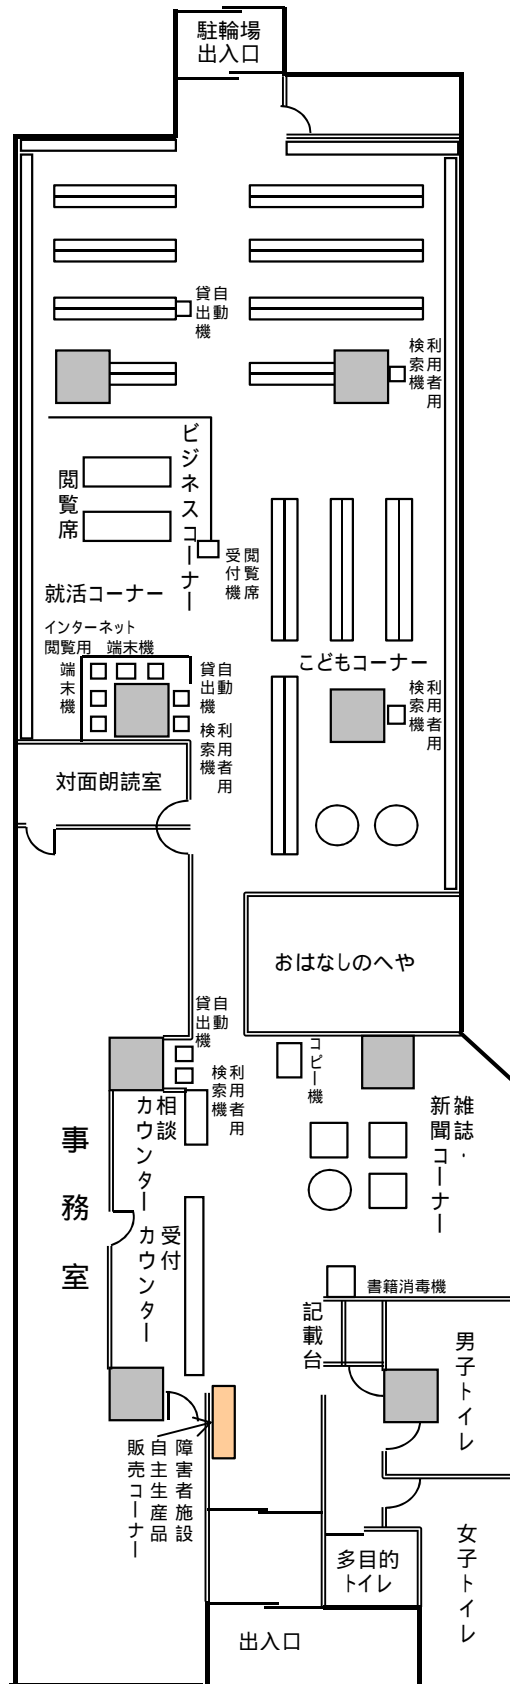 駐輪場
出入口
自動
貸出機
利用者用
検索機
ビジネスコーナー
閲覧席
閲覧席
受付機
就活コーナー
インターネット
閲覧用　端末機
端末機
自動
貸出機
利用者用
検索機
こどもコーナー
利用者用
検索機
対面朗読室
おはなしのへや
自動
貸出機
利用者用
検索機
コピー機
相談
カウンター
雑誌・
新聞コーナー
事務室
受付
カウンター
書籍消毒機
記載台
男子トイレ
障害者施設
自主生産品
販売コーナー
女子トイレ
多目的
トイレ
出入口